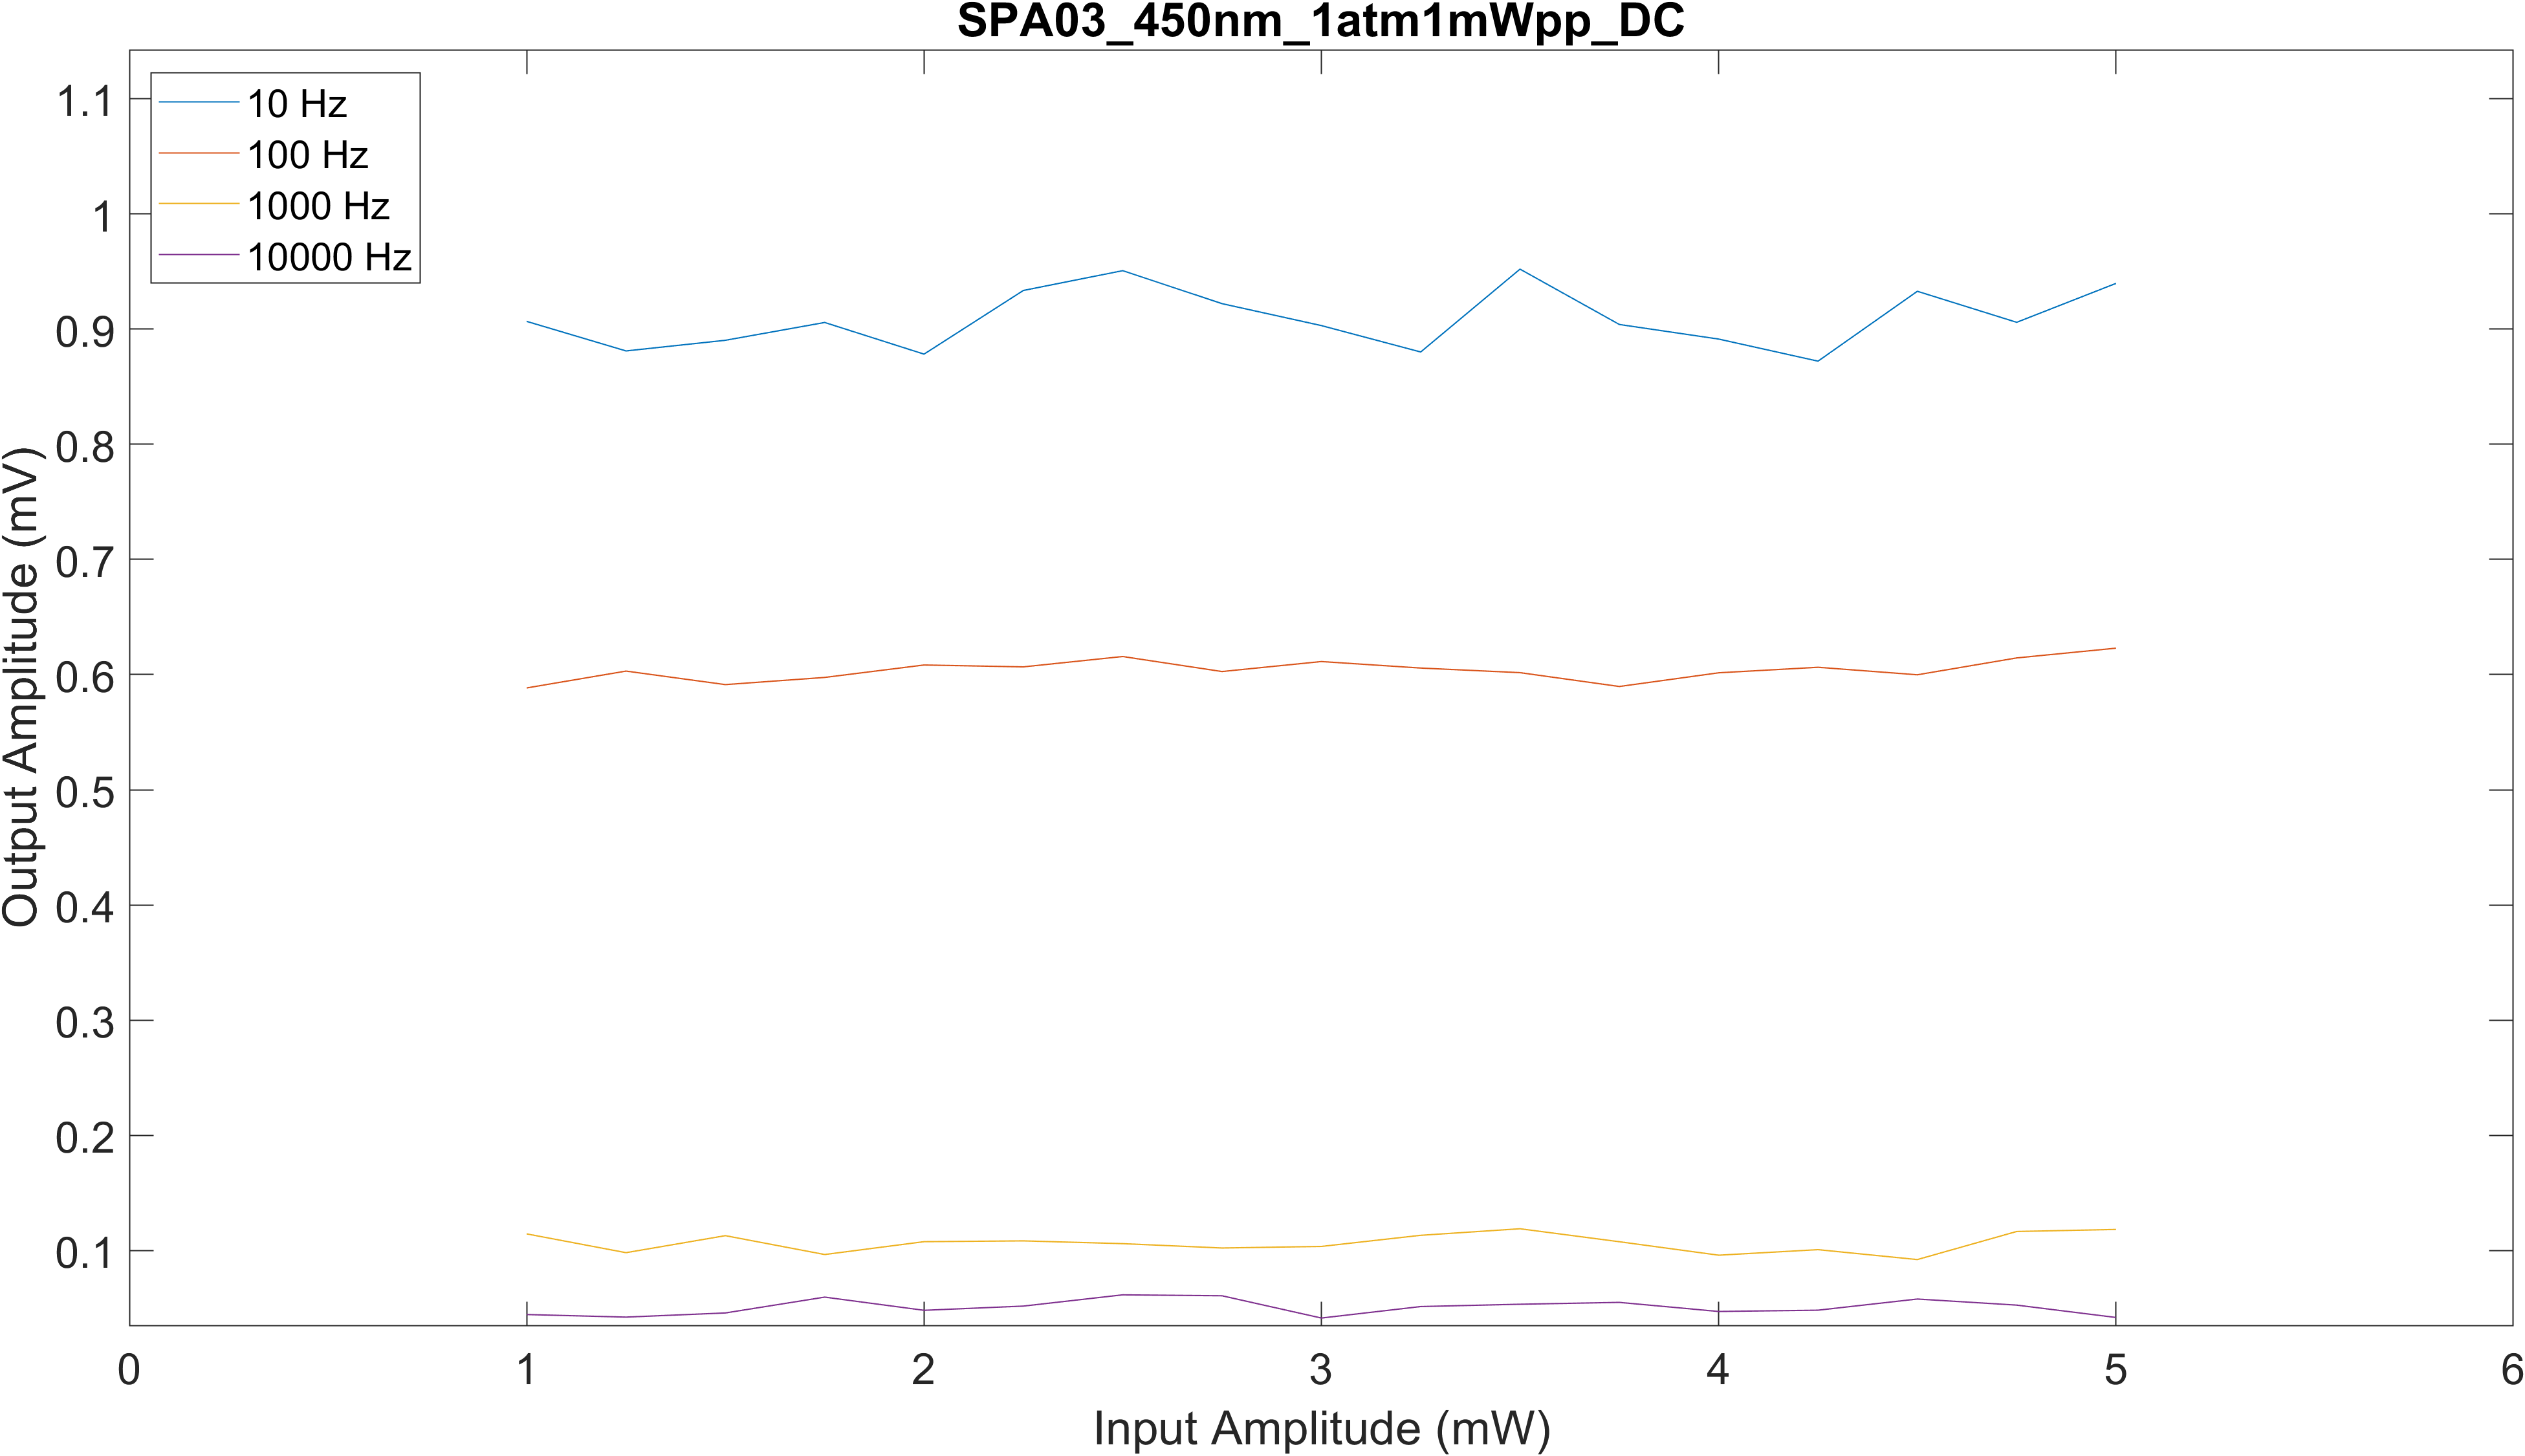 SPA03_450nm_1atm1mWpp_DC
10 Hz
100 Hz
1000 Hz
10000 Hz
1.1
1
0.9
0.8
0.7
0.6
0.5
0.4
0.3
0.2
0.1
Output Amplitude (mV)
0 1 2 3 4 5 6
Input Amplitude (mW)